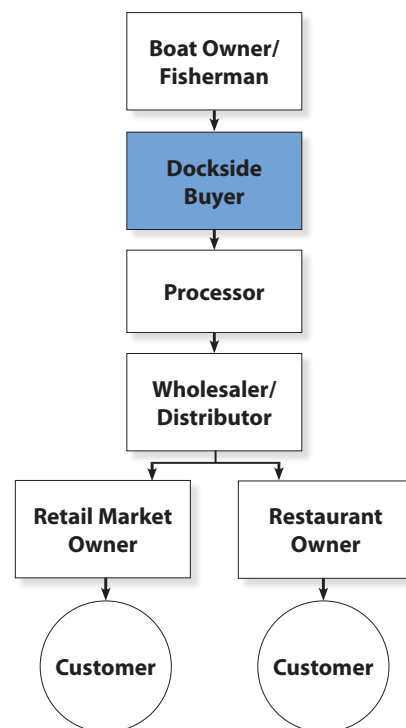 Boat Owner/
Fisherman
Dockside
Buyer
Processor
Wholesaler/
Distributor
Retail Market
Owner
Restaurant
Owner
Customer
Customer